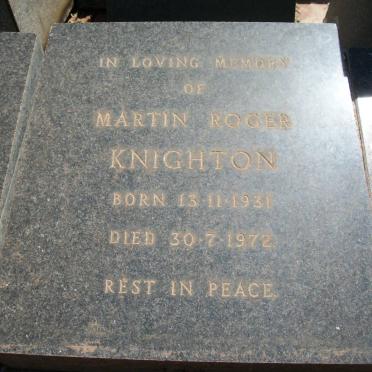 IN LOVING MEMORY
OF
MARTIN ROGER
KNIGHTON
BORN 13·11·1931
DIED 30·7·1972
REST IN PEACE.